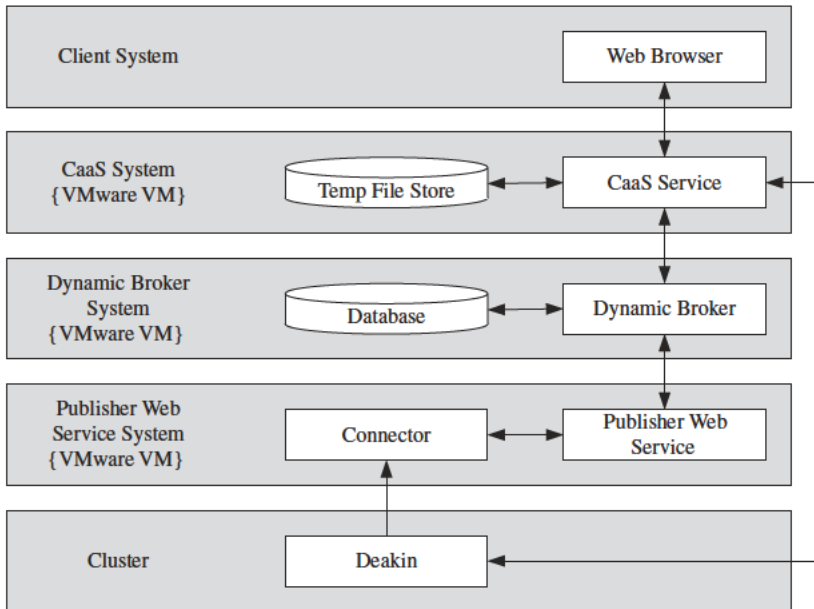 Client System
Web Browser
CaaS System
{VMware VM}
Temp File Store
CaaS Service
Dynamic Broker
System
{VMware VM}
Database
Dynamic Broker
Publisher Web
Service System
{VMware VM}
Connector
Publisher Web
Service
Cluster
Deakin